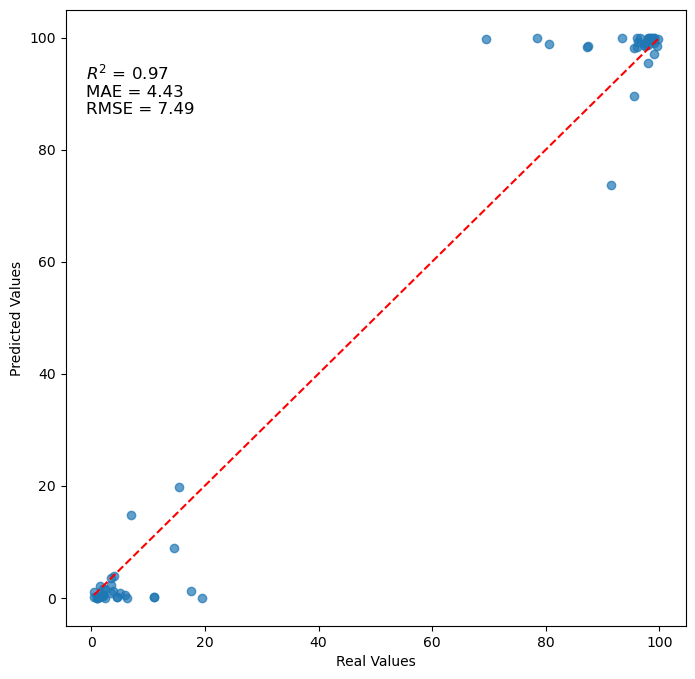 100
80
60
40
20
0
Predicted Values
R² = 0.97
MAE = 4.43
RMSE = 7.49
0 20 40 60 80 100
Real Values